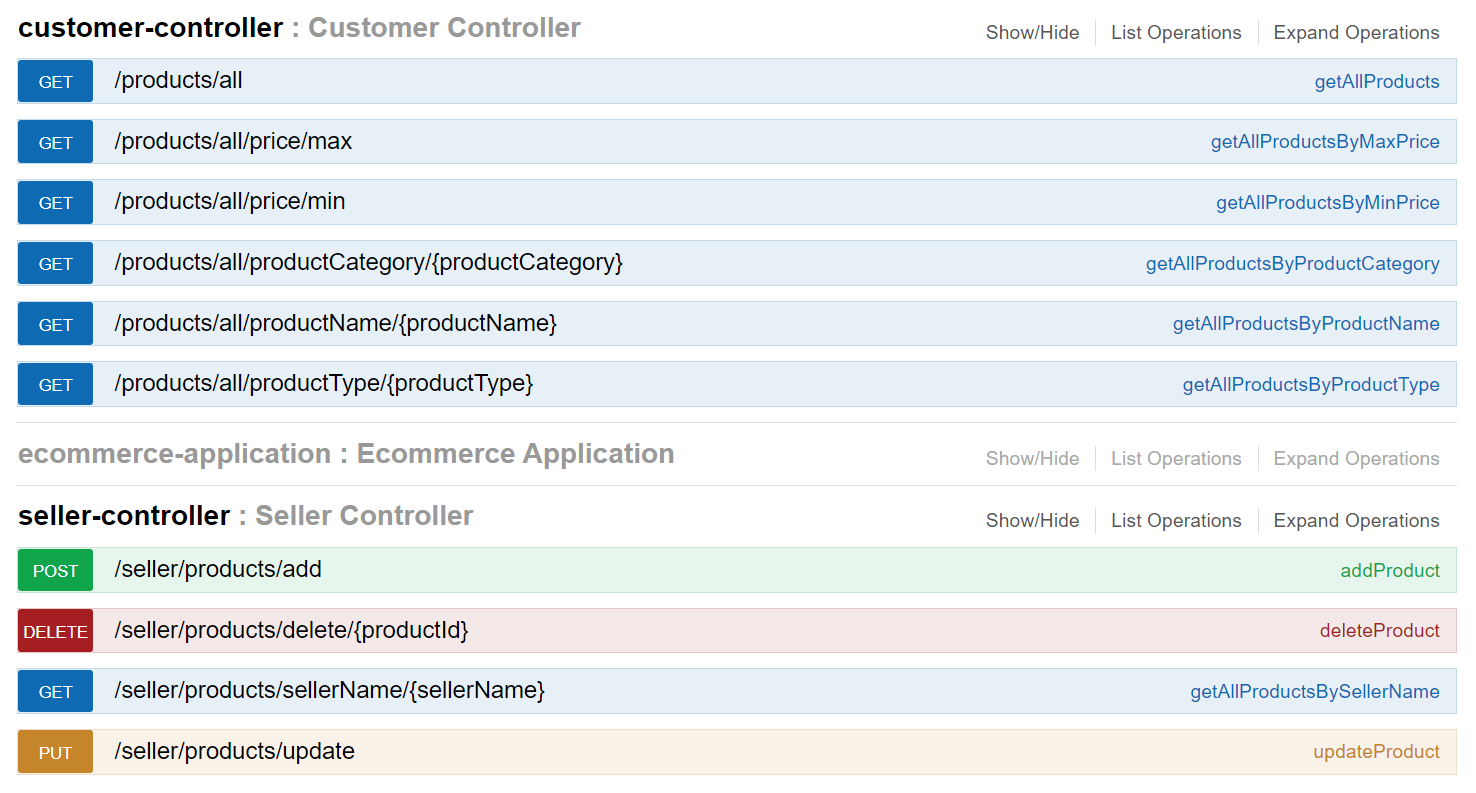 customer-controller : Customer Controller Show/Hide List Operations Expand Operations
GET /products/all getAllProducts
GET /products/all/price/max getAllProductsByMaxPrice
GET /products/all/price/min getAllProductsByMinPrice
GET /products/all/productCategory/{productCategory} getAllProductsByProductCategory
GET /products/all/productName/{productName} getAllProductsByProductName
GET /products/all/productType/{productType} getAllProductsByProductType
ecommerce-application : Ecommerce Application Show/Hide List Operations Expand Operations
seller-controller : Seller Controller Show/Hide List Operations Expand Operations
POST /seller/products/add addProduct
DELETE /seller/products/delete/{productId} deleteProduct
GET /seller/products/sellerName/{sellerName} getAllProductsBySellerName
PUT /seller/products/update updateProduct